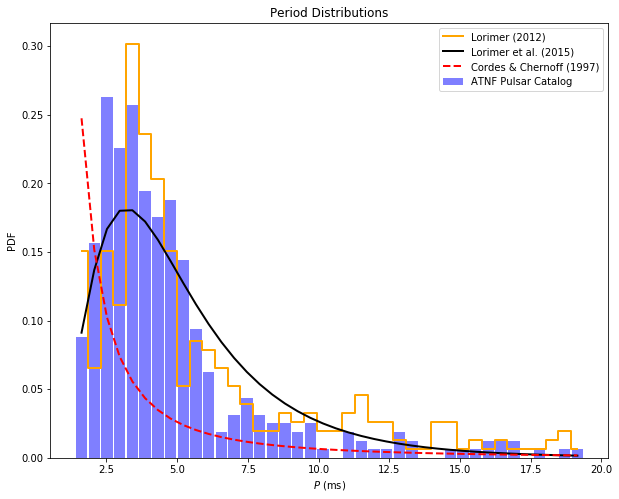 Period Distributions
Lorimer (2012)
Lorimer et al. (2015)
Cordes & Chernoff (1997)
ATNF Pulsar Catalog
PDF
0.30
0.25
0.20
0.15
0.10
0.05
0.00
2.5 5.0 7.5 10.0 12.5 15.0 17.5 20.0
P (ms)